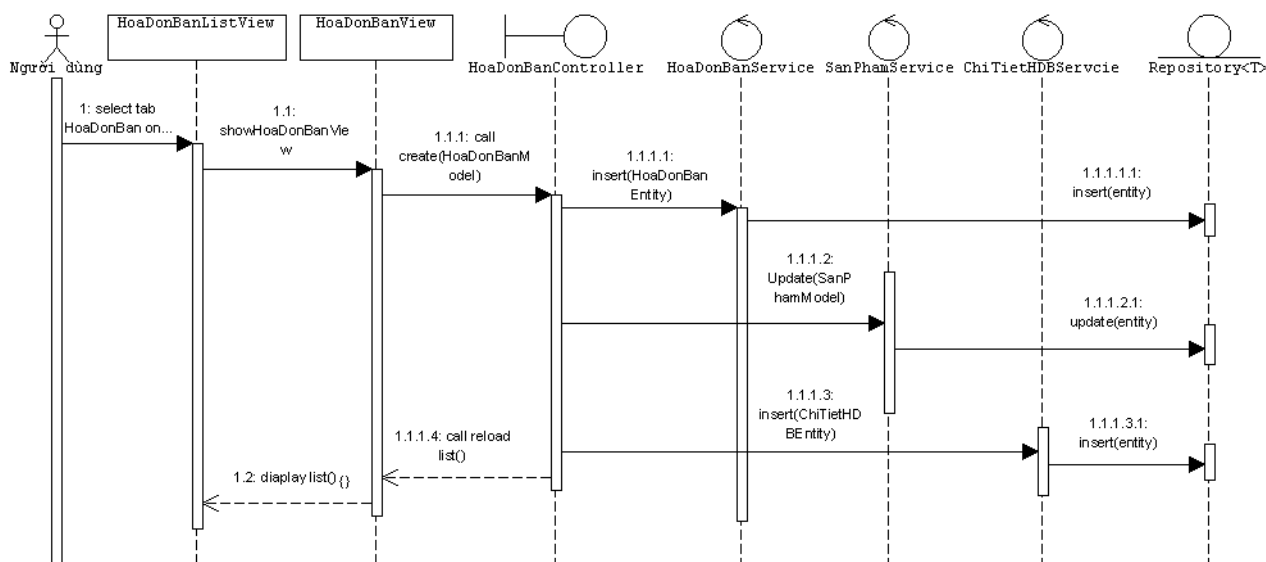 HoaDonBanListView
HoaDonBanView
Người dùng
HoaDonBanController
HoaDonBanService
SanPhamService
ChiTietHDBServcie
Repository<T>
1: select tab
HoaDonBan on...
1.1:
showHoaDonBanVie
w
1.1.1: call
create(HoaDonBanM
odel)
1.1.1.1:
insert(HoaDonBan
Entity)
1.1.1.1.1:
insert(entity)
1.1.1.2:
Update(SanP
hamModel)
1.1.1.2.1:
update(entity)
1.1.1.3:
insert(ChiTietHD
BEntity)
1.1.1.3.1:
insert(entity)
1.1.1.4: call reload
list()
1.2: diaplay list() {}